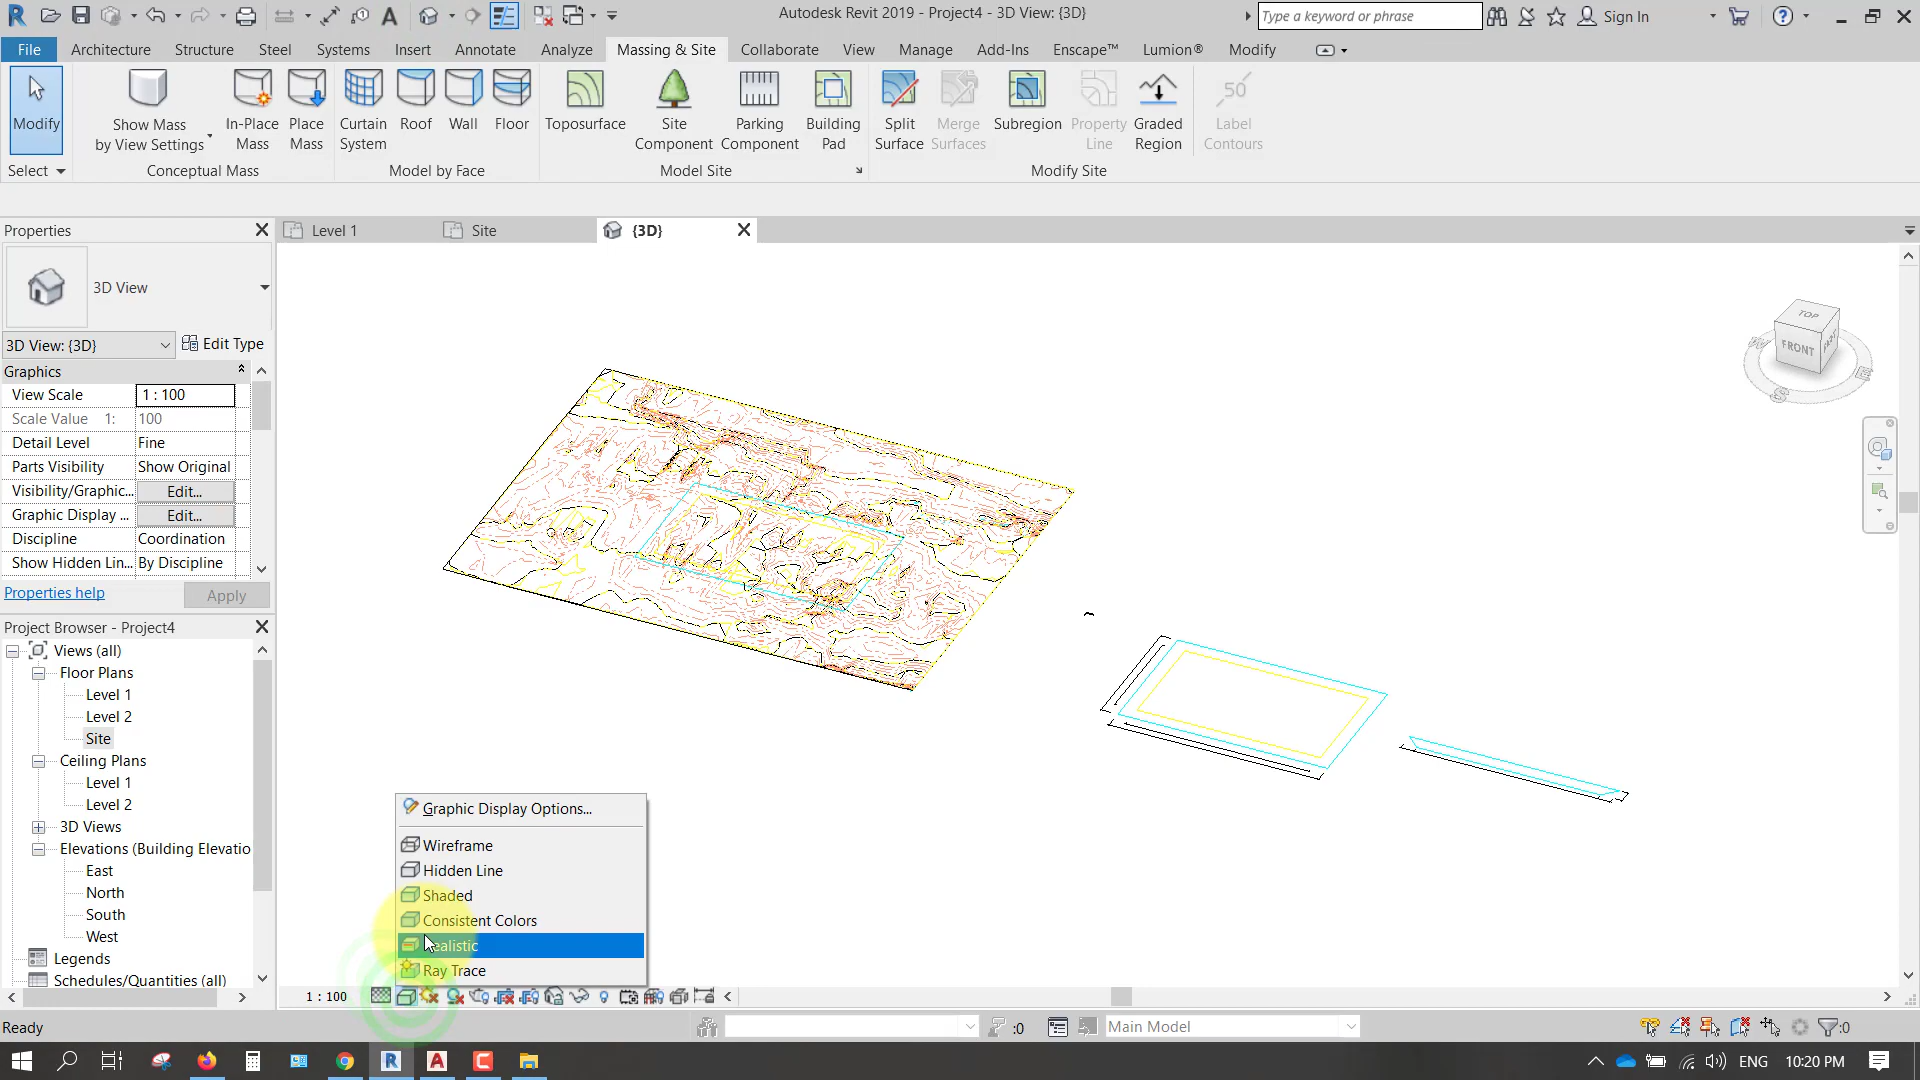 Autodesk Revit 2019 - Project4 - 3D View: {3D}
Type a keyword or phrase
Sign In
File
Architecture
Structure
Steel
Systems
Insert
Annotate
Analyze
Massing & Site
Collaborate
View
Manage
Add-Ins
Enscape™
Lumion®
Modify
Modify
Show Mass
by View Settings
In-Place
Mass
Place
Mass
Curtain
System
Roof
Wall
Floor
Toposurface
Site
Component
Parking
Component
Building
Pad
Split
Surface
Merge
Surfaces
Subregion
Property
Line
Graded
Region
50
Label
Contours
Select
Conceptual Mass
Model by Face
Model Site
Modify Site
Properties
Level 1
Site
{3D}
3D View
3D View: {3D}
Edit Type
Graphics
View Scale
1 : 100
Scale Value 1:
100
Detail Level
Fine
Parts Visibility
Show Original
Visibility/Graphic...
Edit...
Graphic Display ...
Edit...
Discipline
Coordination
Show Hidden Lin...
By Discipline
Properties help
Apply
Project Browser - Project4
Views (all)
Floor Plans
Level 1
Level 2
Site
Ceiling Plans
Level 1
Level 2
3D Views
Elevations (Building Elevatio
East
North
South
West
Legends
Schedules/Quantities (all)
TOP
FRONT
EAST
W
S
E
Graphic Display Options...
Wireframe
Hidden Line
Shaded
Consistent Colors
Realistic
Ray Trace
1 : 100
Ready
:0
Main Model
:0
ENG
10:20 PM